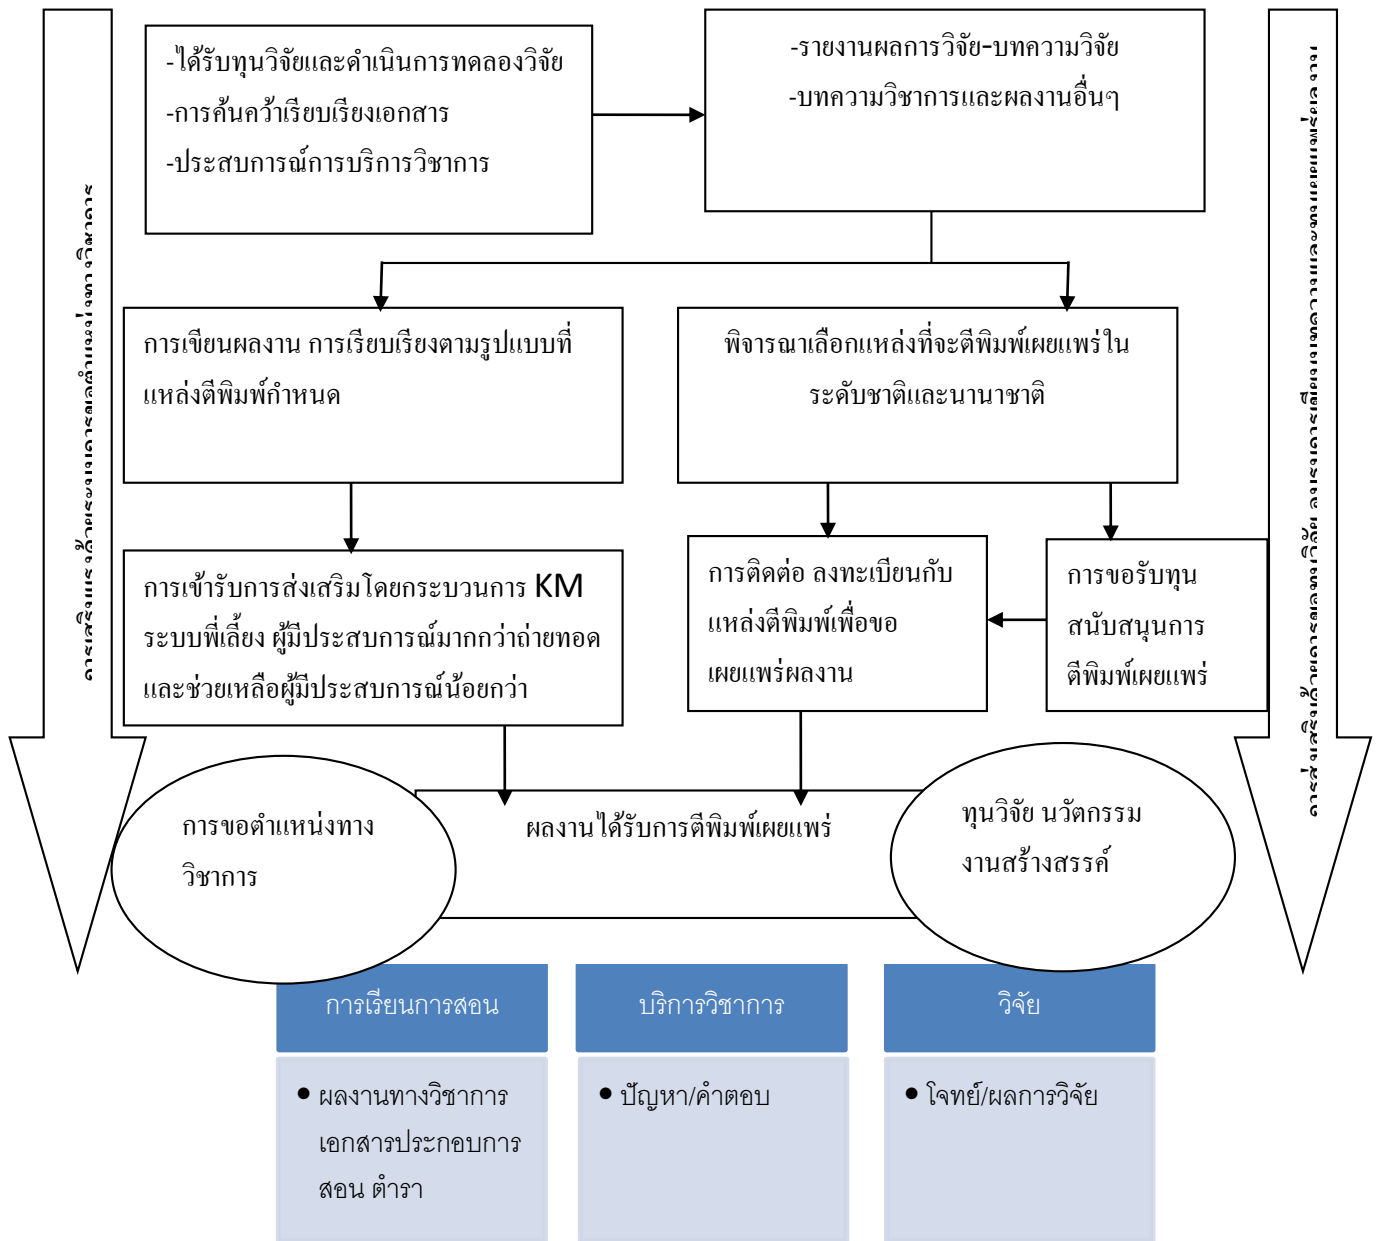 -ได้รับทุนวิจัยและดำเนินการทดลองวิจัย
-การค้นคว้าเรียบเรียงเอกสาร
-ประสบการณ์การบริการวิชาการ
-รายงานผลการวิจัย-บทความวิจัย
-บทความวิชาการและผลงานอื่นๆ
การเขียนผลงาน การเรียบเรียงตามรูปแบบที่
แหล่งตีพิมพ์กำหนด
พิจารณาเลือกแหล่งที่จะตีพิมพ์เผยแพร่ใน
ระดับชาติและนานาชาติ
การเข้ารับการส่งเสริมโดยกระบวนการ KM
ระบบพี่เลี้ยง ผู้มีประสบการณ์มากกว่าถ่ายทอด
และช่วยเหลือผู้มีประสบการณ์น้อยกว่า
การติดต่อ ลงทะเบียนกับ
แหล่งตีพิมพ์เพื่อขอ
เผยแพร่ผลงาน
การขอรับทุน
สนับสนุนการ
ตีพิมพ์เผยแพร่
การขอตำแหน่งทาง
วิชาการ
ผลงานได้รับการตีพิมพ์เผยแพร่
ทุนวิจัย นวัตกรรม
งานสร้างสรรค์
การเรียนการสอน
บริการวิชาการ
วิจัย
• ผลงานทางวิชาการ
เอกสารประกอบการ
สอน ตำรา
• ปัญหา/คำตอบ
• โจทย์/ผลการวิจัย